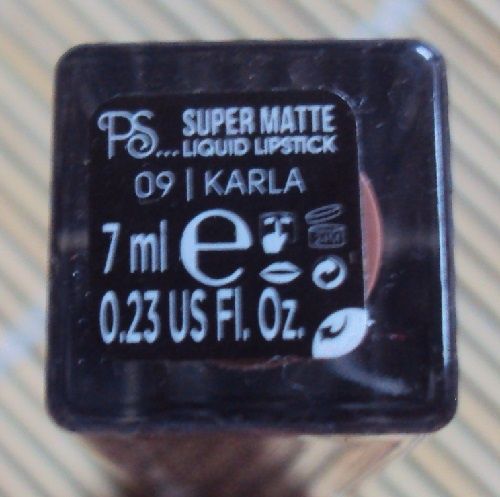 PS... SUPER MATTE
LIQUID LIPSTICK
09 | KARLA
7 ml e
0.23 US Fl. Oz.